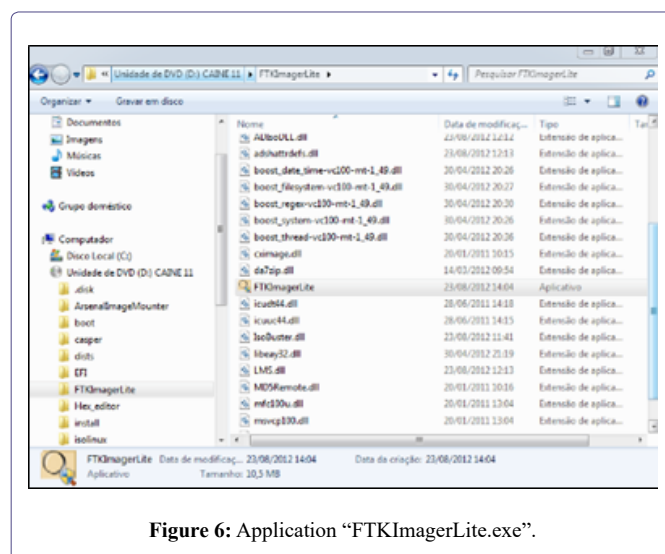 « Unidade de DVD (D:) CAINE 11 ▸ FTKImagerLite ▸ Pesquisar FTKImagerLite
Organizar ▾ Gravar em disco
Documentos
Imagens
Músicas
Vídeos
Grupo doméstico
Computador
Disco Local (C:)
Unidade de DVD (D:) CAINE 11
.disk
ArsenalImageMounter
boot
casper
dists
EFI
FTKImagerLite
Hex_editor
install
isolinux
Nome Data de modificaç... Tipo
ADIsoDLL.dll 23/08/2012 12:12 Extensão de aplica...
adshattrdefs.dll 23/08/2012 12:13 Extensão de aplica...
boost_date_time-vc100-mt-1_49.dll 30/04/2012 20:26 Extensão de aplica...
boost_filesystem-vc100-mt-1_49.dll 30/04/2012 20:27 Extensão de aplica...
boost_regex-vc100-mt-1_49.dll 30/04/2012 20:30 Extensão de aplica...
boost_system-vc100-mt-1_49.dll 30/04/2012 20:26 Extensão de aplica...
boost_thread-vc100-mt-1_49.dll 30/04/2012 20:36 Extensão de aplica...
cximage.dll 20/01/2011 10:15 Extensão de aplica...
da7zip.dll 14/03/2012 09:54 Extensão de aplica...
FTKImagerLite 23/08/2012 14:04 Aplicativo
icudt44.dll 28/06/2011 14:18 Extensão de aplica...
icuuc44.dll 28/06/2011 14:15 Extensão de aplica...
IsoBuster.dll 23/08/2012 11:41 Extensão de aplica...
libeay32.dll 30/04/2012 21:19 Extensão de aplica...
LMS.dll 23/08/2012 12:13 Extensão de aplica...
MD5Remote.dll 20/01/2011 10:16 Extensão de aplica...
mfc100u.dll 20/01/2011 13:04 Extensão de aplica...
msvcp100.dll 20/01/2011 13:04 Extensão de aplica...
FTKImagerLite Data de modificaç... 23/08/2012 14:04 Data da criação: 23/08/2012 14:04
Aplicativo Tamanho: 10,5 MB
Figure 6: Application “FTKImagerLite.exe”.